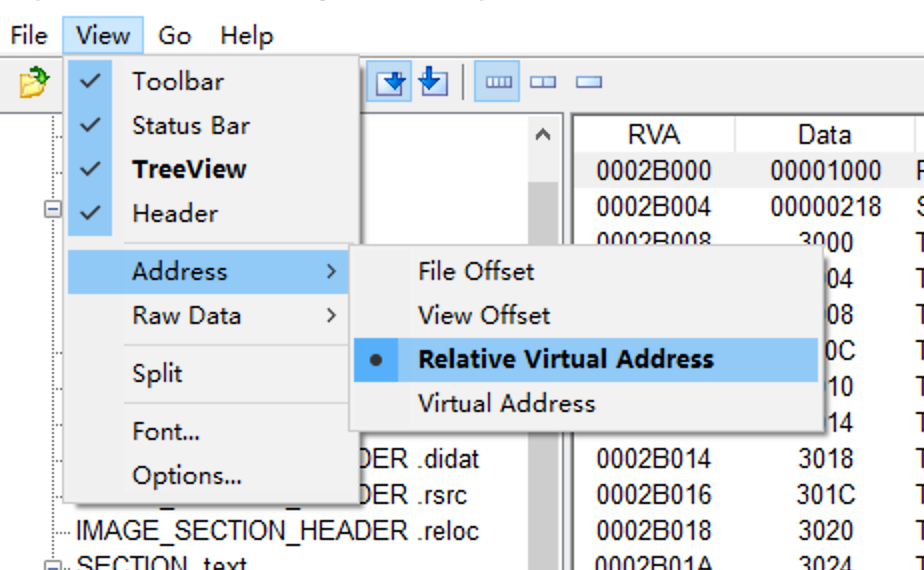 File View Go Help
Toolbar
Status Bar
TreeView
Header
Address
Raw Data
Split
Font...
Options...
File Offset
View Offset
Relative Virtual Address
Virtual Address
DER .didat
DER .rsrc
IMAGE_SECTION_HEADER .reloc
SECTION .text
RVA Data
0002B000 00001000
0002B004 00000218
0002B008 3000
04
08
0C
10
14
0002B014 3018
0002B016 301C
0002B018 3020
0002B01A 3024